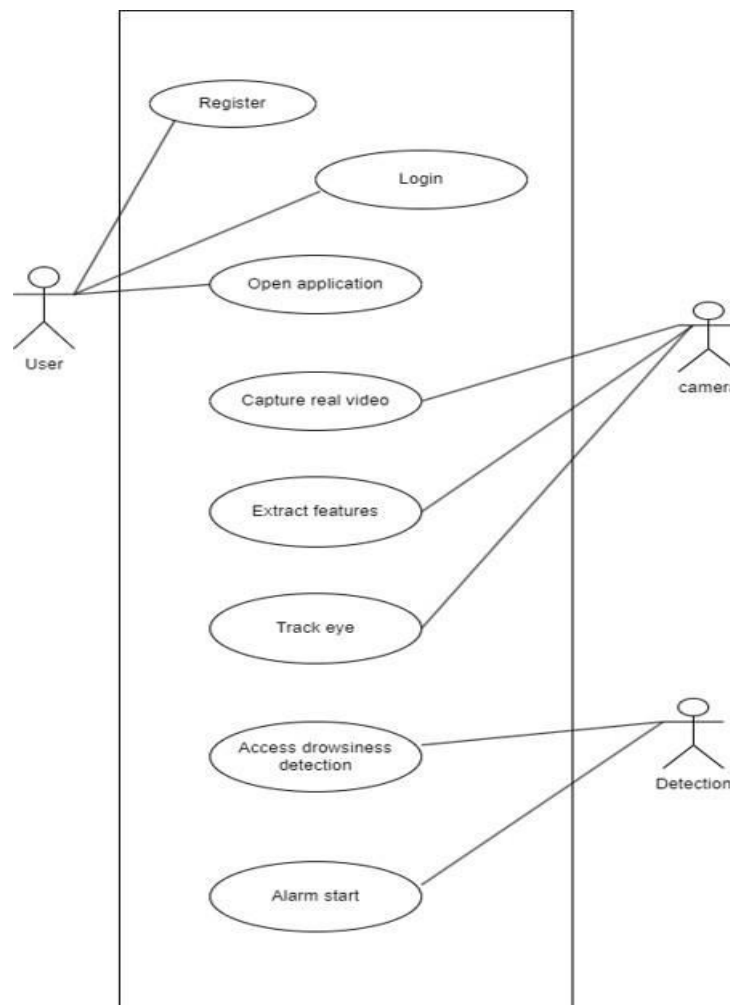 Register
Login
Open application
User
Capture real video
camera
Extract features
Track eye
Access drowsiness
detection
Detection
Alarm start